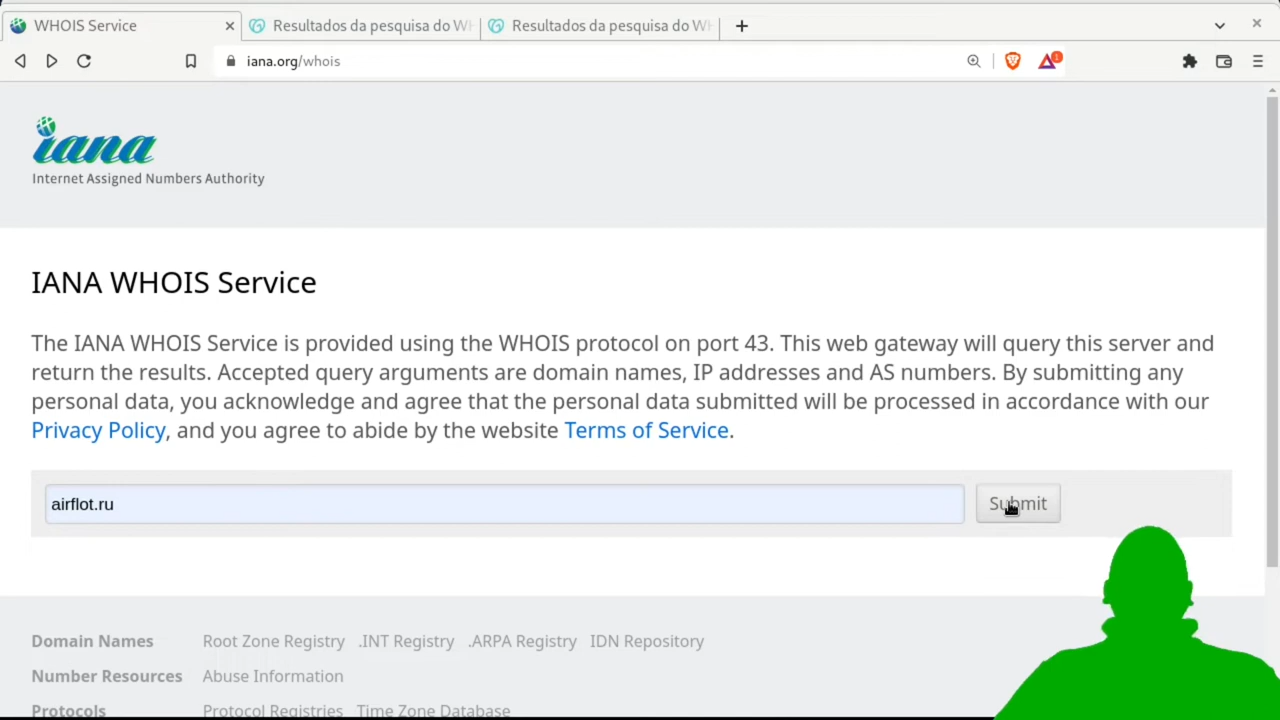 WHOIS Service
Resultados da pesquisa do WH
Resultados da pesquisa do WH
iana.org/whois
1
iana
Internet Assigned Numbers Authority
IANA WHOIS Service
The IANA WHOIS Service is provided using the WHOIS protocol on port 43. This web gateway will query this server and
return the results. Accepted query arguments are domain names, IP addresses and AS numbers. By submitting any
personal data, you acknowledge and agree that the personal data submitted will be processed in accordance with our
Privacy Policy, and you agree to abide by the website Terms of Service.
airflot.ru
Submit
Domain Names Root Zone Registry .INT Registry .ARPA Registry IDN Repository
Number Resources Abuse Information
Protocols Protocol Registries Time Zone Database